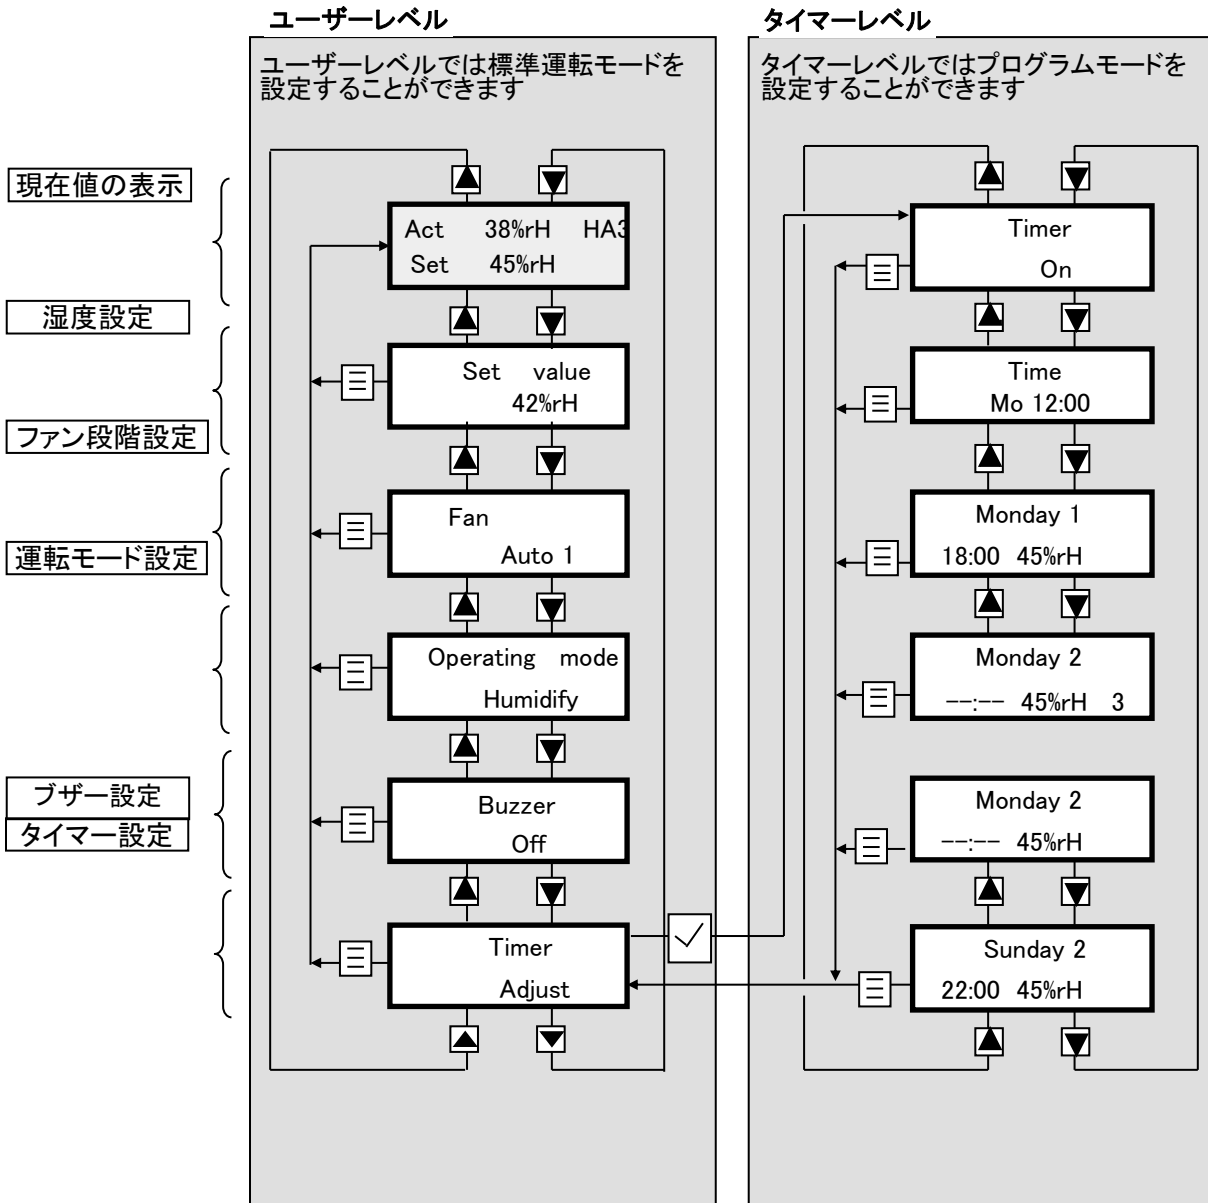 ユーザーレベル
ユーザーレベルでは標準運転モードを
設定することができます
現在値の表示
湿度設定
ファン段階設定
運転モード設定
ブザー設定
タイマー設定
Act 38%rH HA3
Set 45%rH
Set value
42%rH
Fan
Auto 1
Operating mode
Humidify
Buzzer
Off
Timer
Adjust
タイマーレベル
タイマーレベルではプログラムモードを
設定することができます
Timer
On
Time
Mo 12:00
Monday 1
18:00 45%rH
Monday 2
--:-- 45%rH 3
Monday 2
--:-- 45%rH
Sunday 2
22:00 45%rH